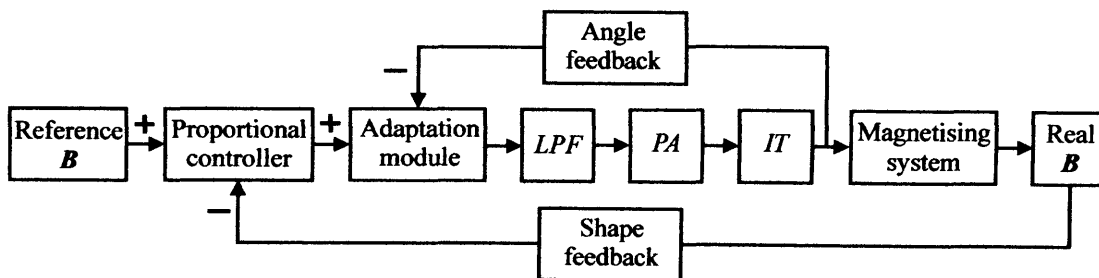 Angle
feedback
−
Reference
B
+
Proportional
controller
+
Adaptation
module
LPF
PA
IT
Magnetising
system
Real
B
−
Shape
feedback